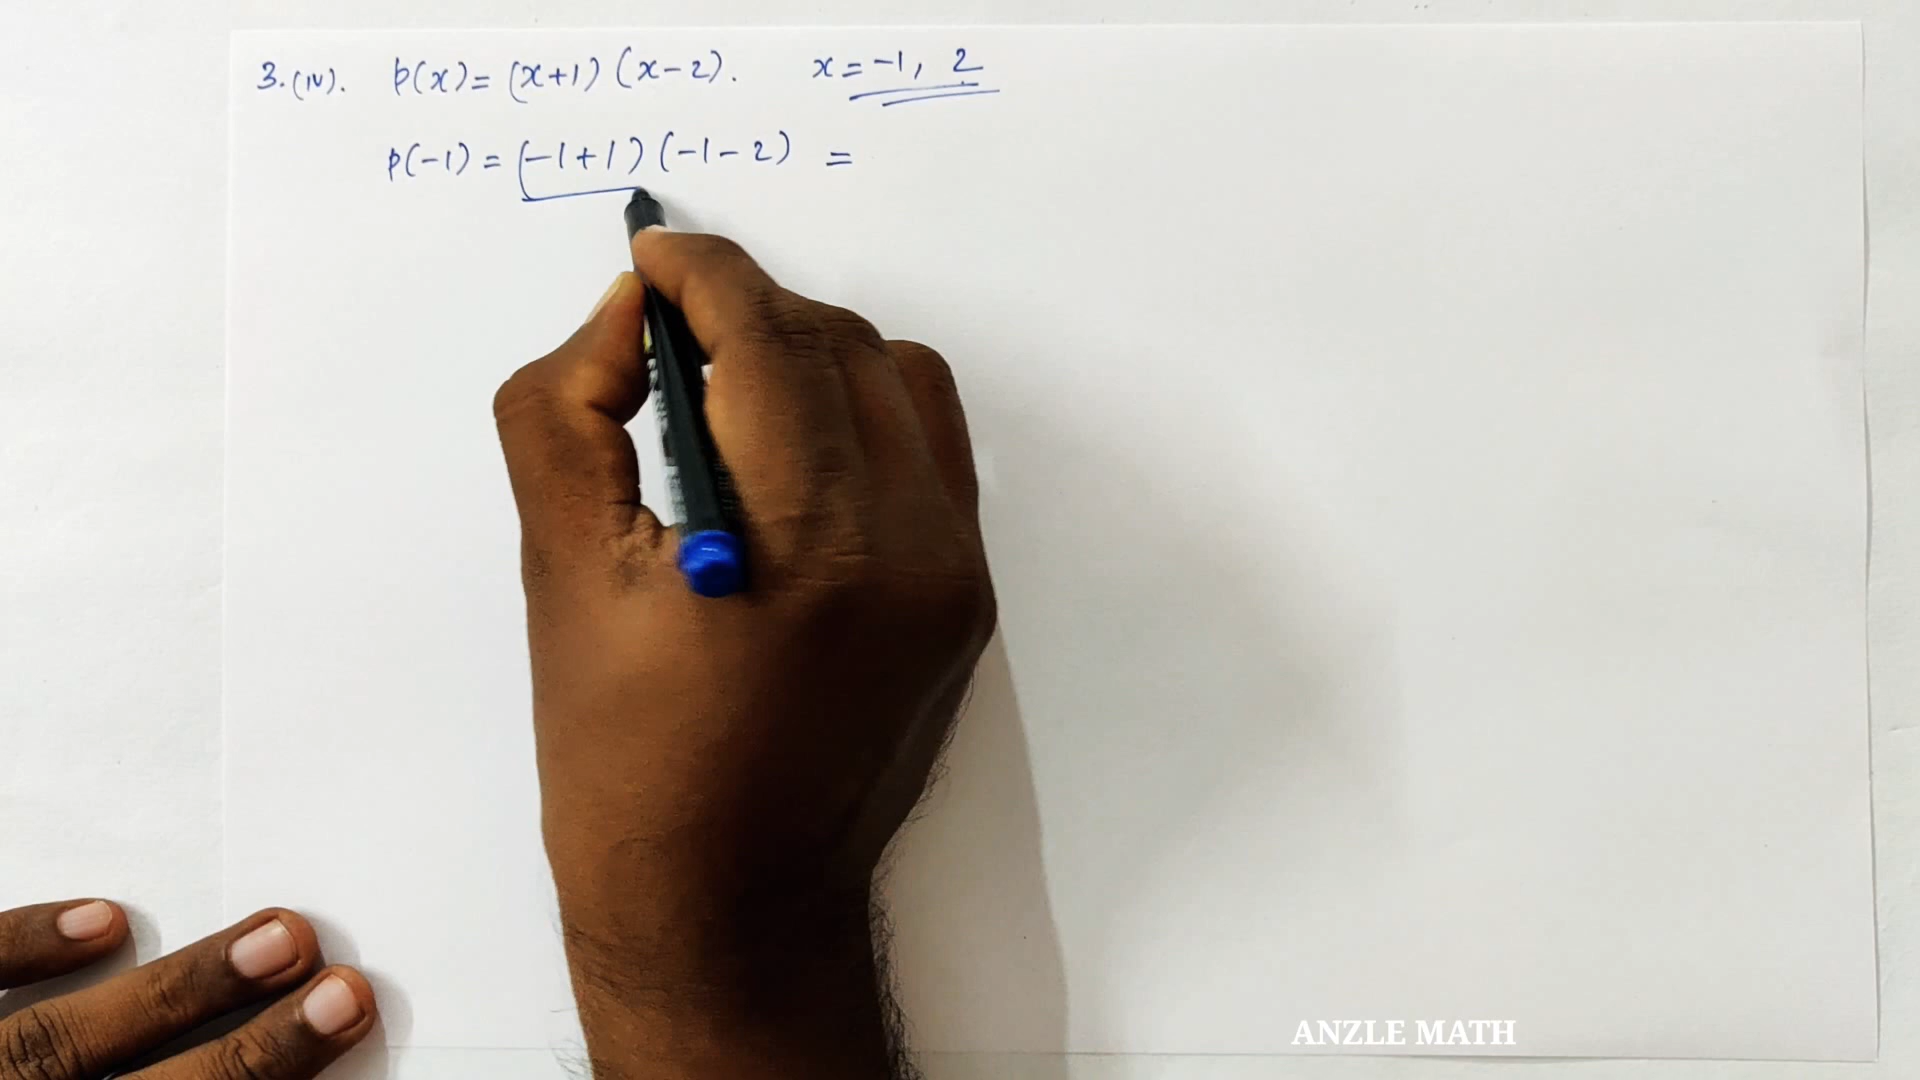 3.(iv). p(x)= (x+1) (x-2). x = -1, 2
p(-1) = (-1+1) (-1-2) =
ANZLE MATH